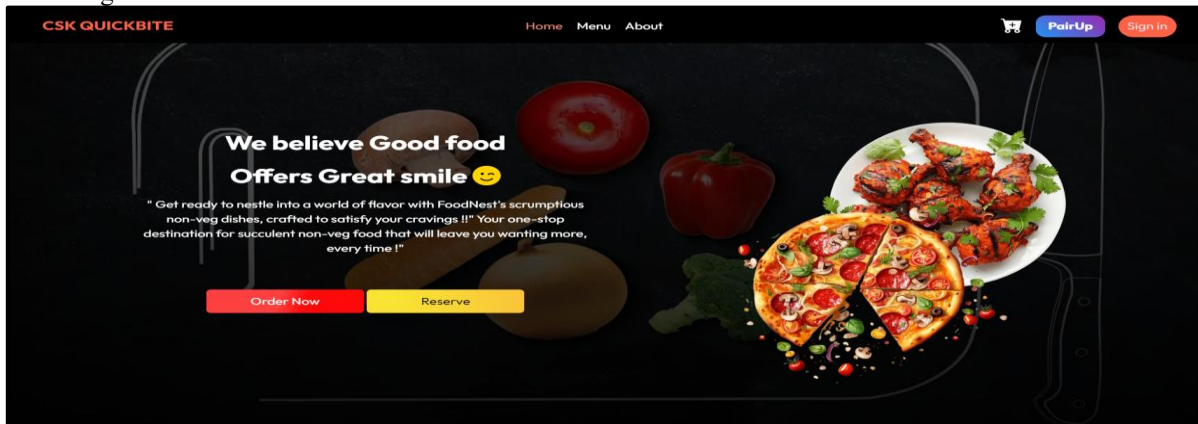 CSK QUICKBITE
Home Menu About
PairUp
Sign in
We believe Good food
Offers Great smile 😉
" Get ready to nestle into a world of flavor with FoodNest's scrumptious
non-veg dishes, crafted to satisfy your cravings !!" Your one-stop
destination for succulent non-veg food that will leave you wanting more,
every time !"
Order Now
Reserve